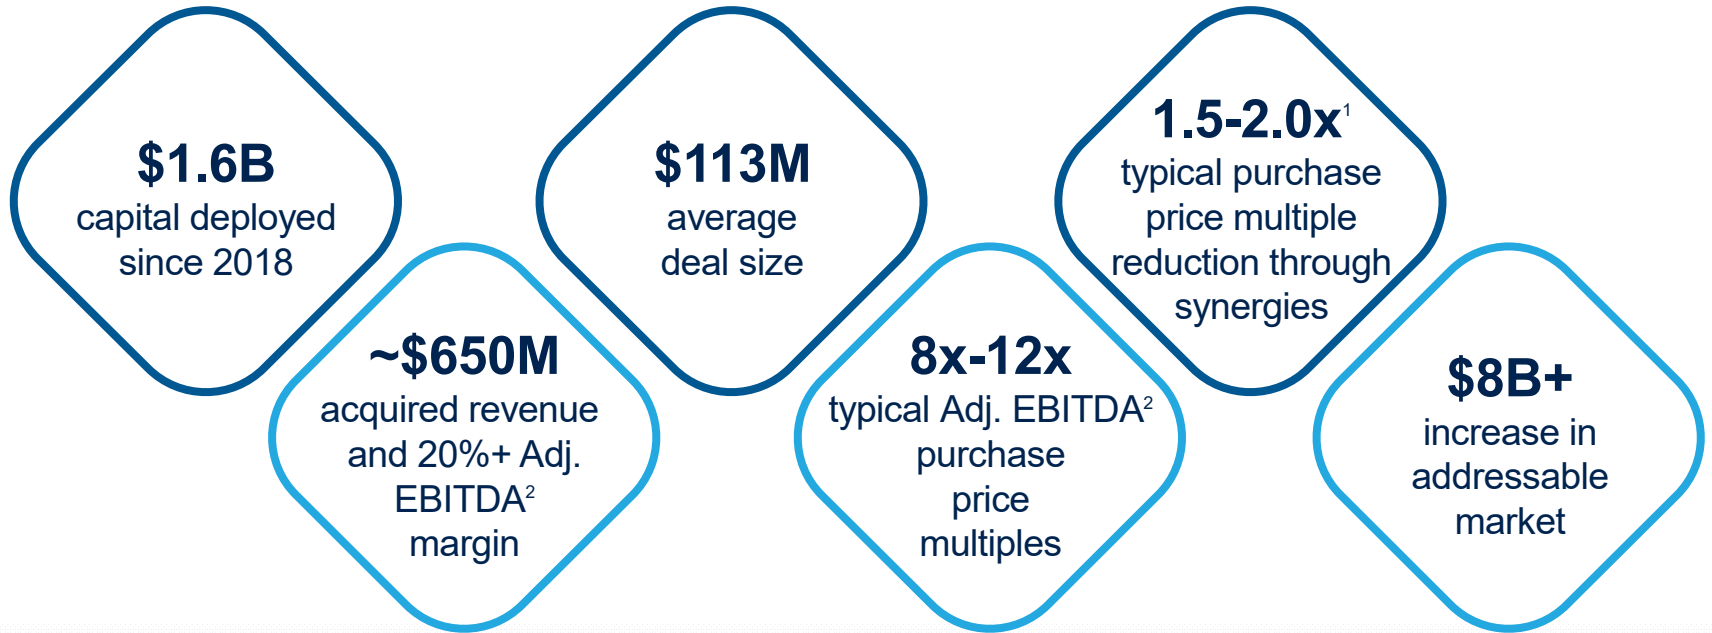 $1.6B
capital deployed
since 2018
~$650M
acquired revenue
and 20%+ Adj.
EBITDA²
margin
$113M
average
deal size
8x-12x
typical Adj. EBITDA²
purchase
price
multiples
1.5-2.0x¹
typical purchase
price multiple
reduction through
synergies
$8B+
increase in
addressable
market